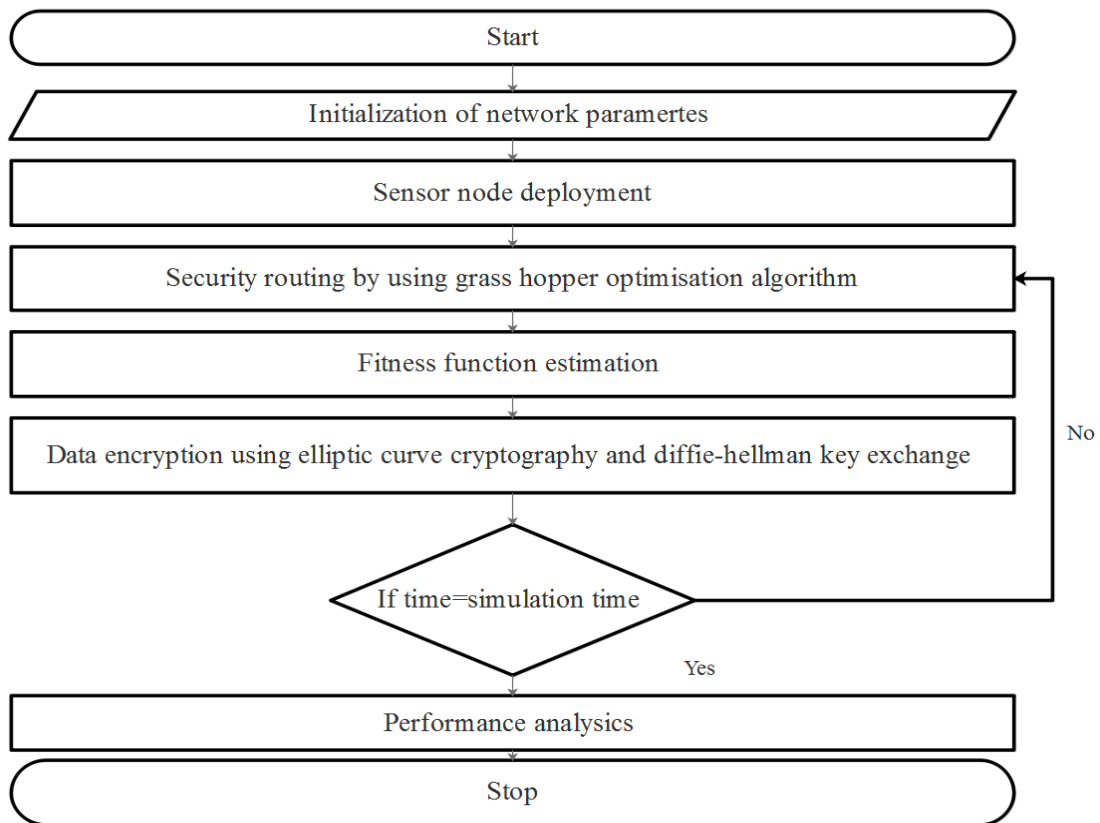 Start
Initialization of network paramertes
Sensor node deployment
Security routing by using grass hopper optimisation algorithm
Fitness function estimation
Data encryption using elliptic curve cryptography and diffie-hellman key exchange
No
If time=simulation time
Yes
Performance analysics
Stop